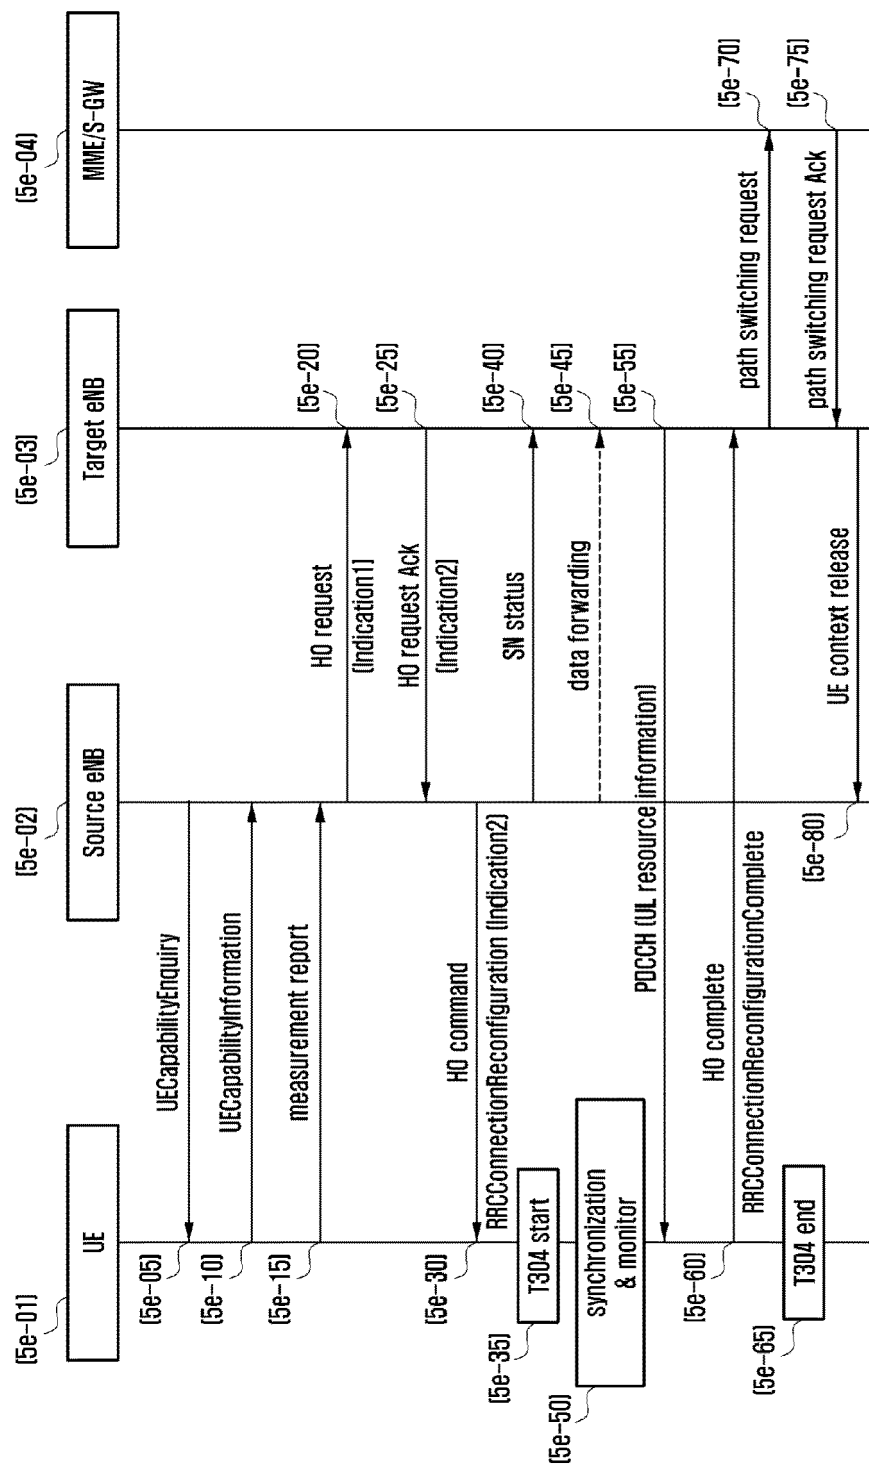 [5e-01]
[5e-02]
[5e-03]
[5e-04]
UE
Source eNB
Target eNB
MME/S-GW
UECapabilityEnquiry
[5e-05]
UECapabilityInformation
[5e-10]
measurement report
[5e-15]
HO request
(Indication1)
[5e-20]
HO request Ack
(Indication2)
[5e-25]
HO command
RRCConnectionReconfiguration (Indication2)
[5e-30]
T304 start
[5e-35]
SN status
[5e-40]
data forwarding
[5e-45]
synchronization
& monitor
[5e-50]
PDCCH (UL resource information)
[5e-55]
HO complete
RRCConnectionReconfigurationComplete
[5e-60]
T304 end
[5e-65]
path switching request
[5e-70]
path switching request Ack
[5e-75]
UE context release
[5e-80]